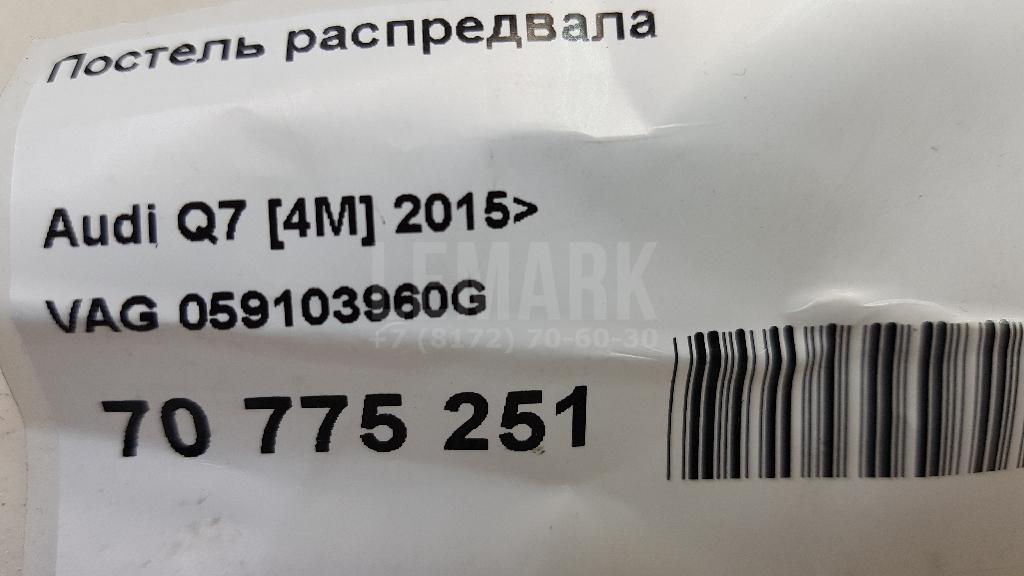 Постель распредвала
Audi Q7 [4M] 2015>
LEMARK
VAG 059103960G
+7 (8172) 70-60-30
70 775 251